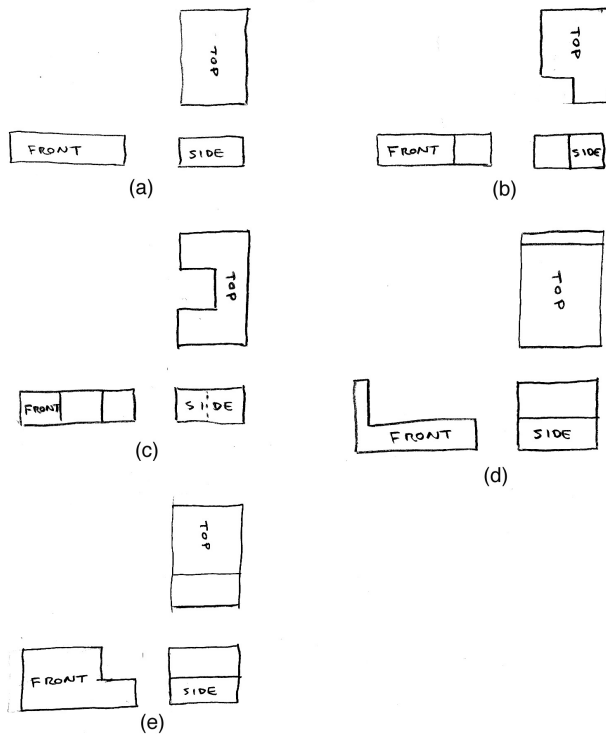 TOP
FRONT
SIDE
(a)
TOP
FRONT
SIDE
(b)
TOP
FRONT
SIDE
(c)
TOP
FRONT
SIDE
(d)
TOP
FRONT
SIDE
(e)